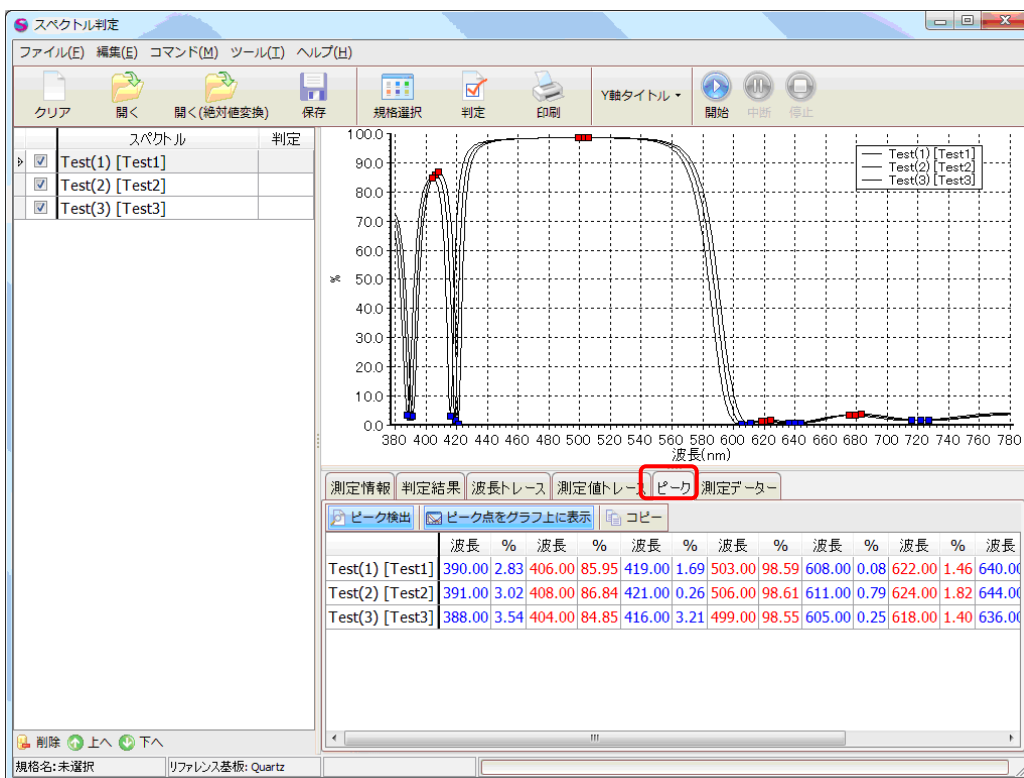 スペクトル判定
ファイル(F) 編集(E) コマンド(M) ツール(T) ヘルプ(H)
クリア 開く 開く(絶対値変換) 保存 規格選択 判定 印刷 Y軸タイトル 開始 中断 停止
スペクトル 判定
Test(1) [Test1]
Test(2) [Test2]
Test(3) [Test3]
100.0
90.0
80.0
70.0
60.0
50.0
40.0
30.0
20.0
10.0
0.0
%
Test(1) [Test1]
Test(2) [Test2]
Test(3) [Test3]
380 400 420 440 460 480 500 520 540 560 580 600 620 640 660 680 700 720 740 760 780
波長(nm)
測定情報 判定結果 波長トレース 測定値トレース ピーク 測定データー
ピーク検出 ピーク点をグラフ上に表示 コピー
波長 % 波長 % 波長 % 波長 % 波長 % 波長 % 波長
Test(1) [Test1] 390.00 2.83 406.00 85.95 419.00 1.69 503.00 98.59 608.00 0.08 622.00 1.46 640.00
Test(2) [Test2] 391.00 3.02 408.00 86.84 421.00 0.26 506.00 98.61 611.00 0.79 624.00 1.82 644.00
Test(3) [Test3] 388.00 3.54 404.00 84.85 416.00 3.21 499.00 98.55 605.00 0.25 618.00 1.40 636.00
削除 上へ 下へ
規格名:未選択 リファレンス基板: Quartz